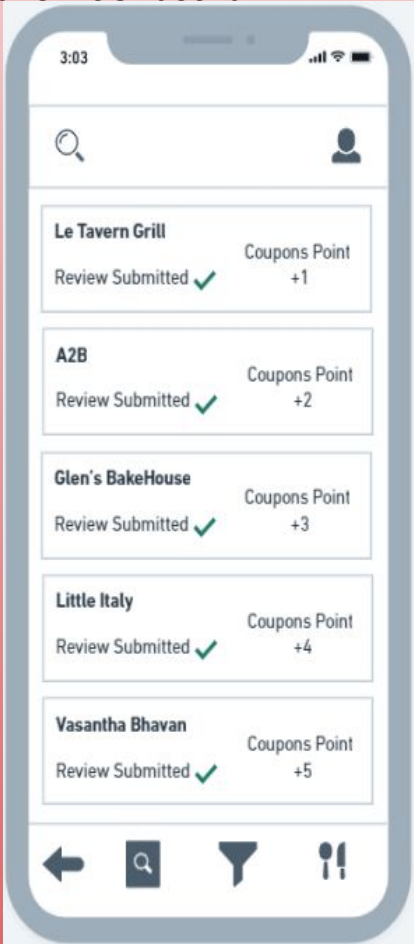 3:03
Le Tavern Grill
Coupons Point
Review Submitted
+1
A2B
Coupons Point
Review Submitted
+2
Glen's BakeHouse
Coupons Point
Review Submitted
+3
Little Italy
Coupons Point
Review Submitted
+4
Vasantha Bhavan
Coupons Point
Review Submitted
+5